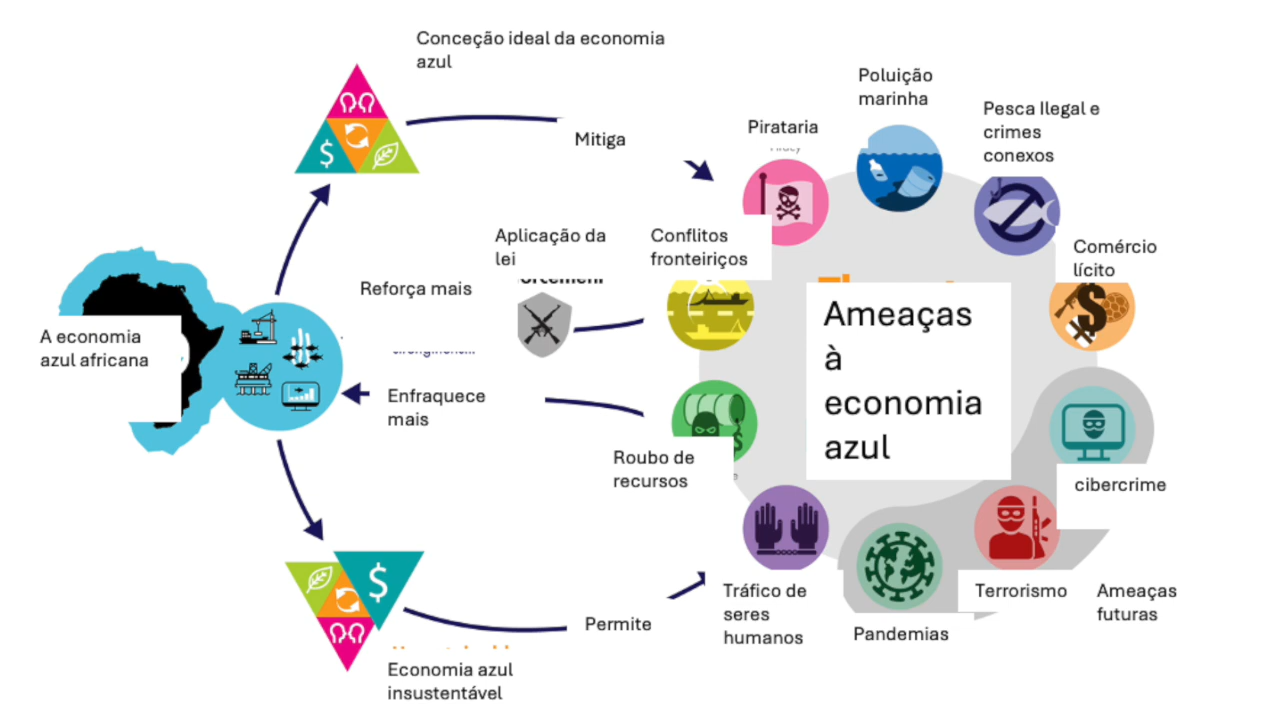 Conceção ideal da economia
azul
Mitiga
Pirataria
Poluição
marinha
Pesca Ilegal e
crimes
conexos
Aplicação da
lei
Conflitos
fronteiriços
Comércio
lícito
Reforça mais
A economia
azul africana
Enfraquece
mais
Ameaças
à
economia
azul
Roubo de
recursos
cibercrime
Tráfico de
seres
humanos
Terrorismo
Ameaças
futuras
Pandemias
Permite
Economia azul
insustentável